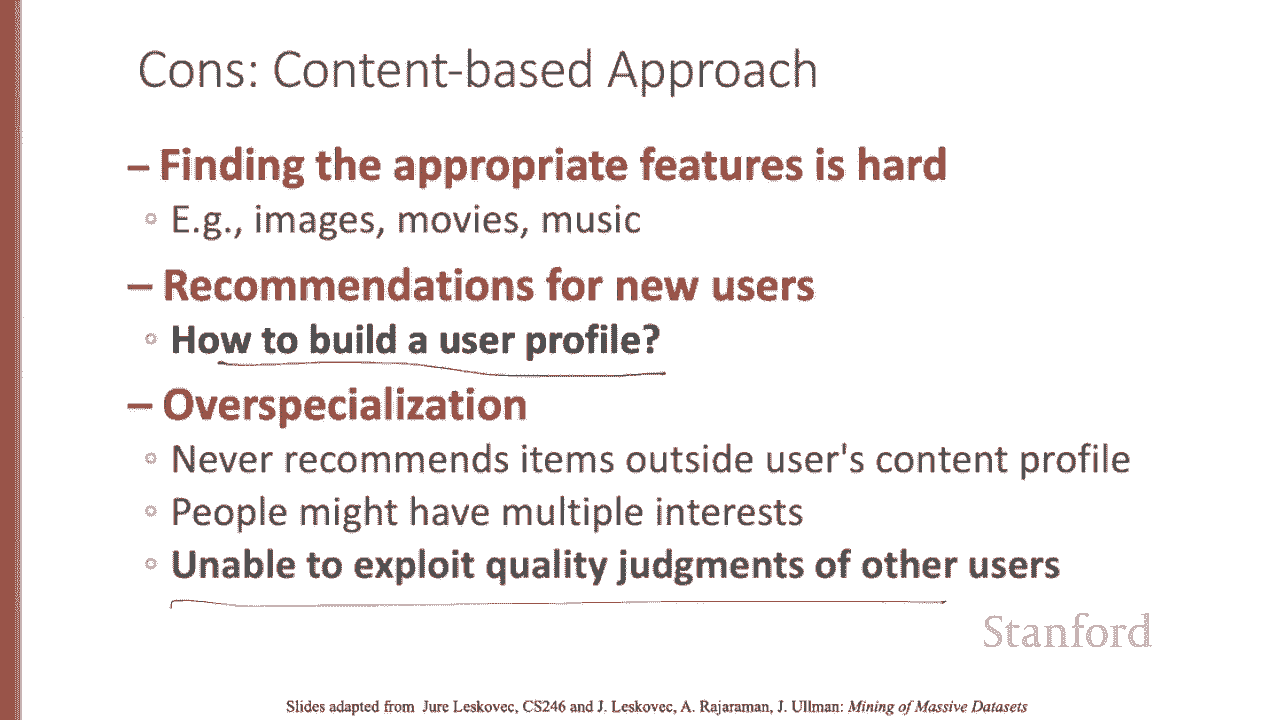 Cons: Content-based Approach
– Finding the appropriate features is hard
◦ E.g., images, movies, music
– Recommendations for new users
◦ How to build a user profile?
– Overspecialization
◦ Never recommends items outside user's content profile
◦ People might have multiple interests
◦ Unable to exploit quality judgments of other users
Stanford
Slides adapted from Jure Leskovec, CS246 and J. Leskovec, A. Rajaraman, J. Ullman: Mining of Massive Datasets